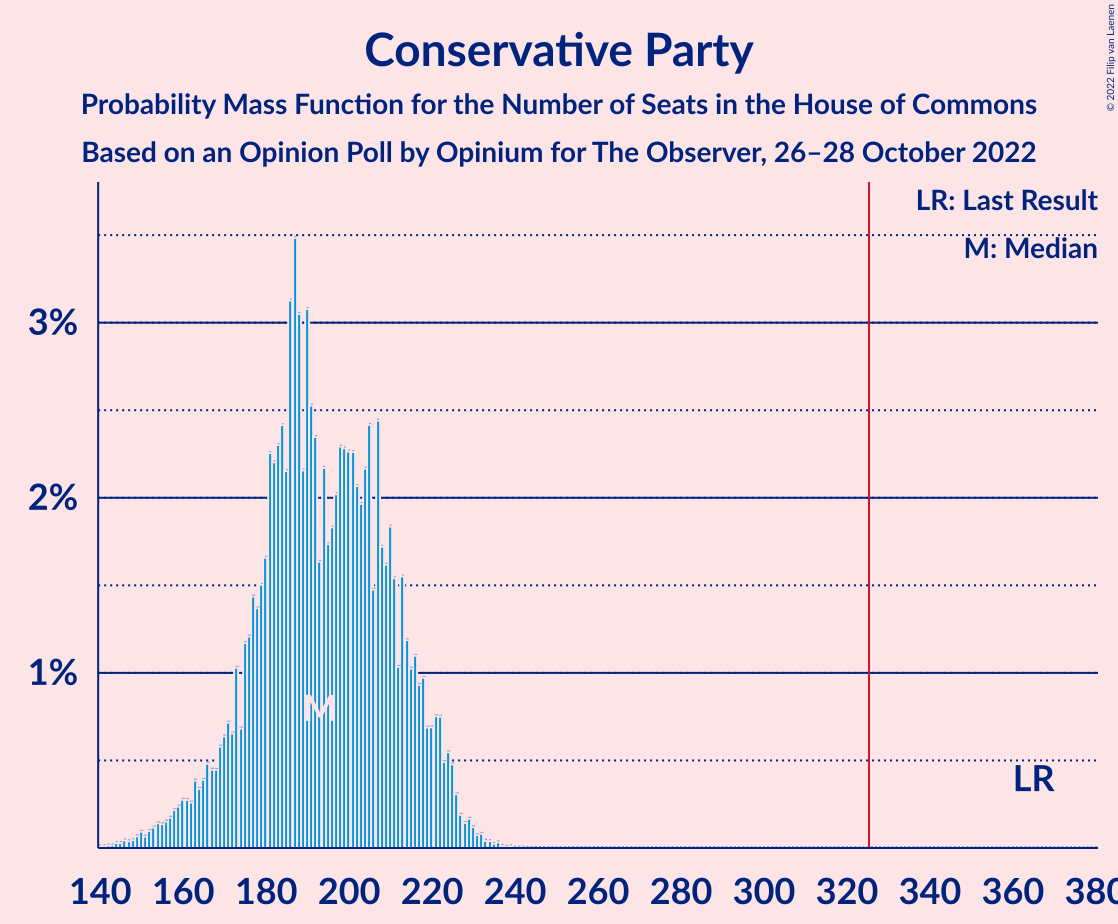 © 2022 Filip van Laenen
Conservative Party
Probability Mass Function for the Number of Seats in the House of Commons
Based on an Opinion Poll by Opinium for The Observer, 26–28 October 2022
LR: Last Result
M: Median
3%
2%
1%
M
LR
140 160 180 200 220 240 260 280 300 320 340 360 380